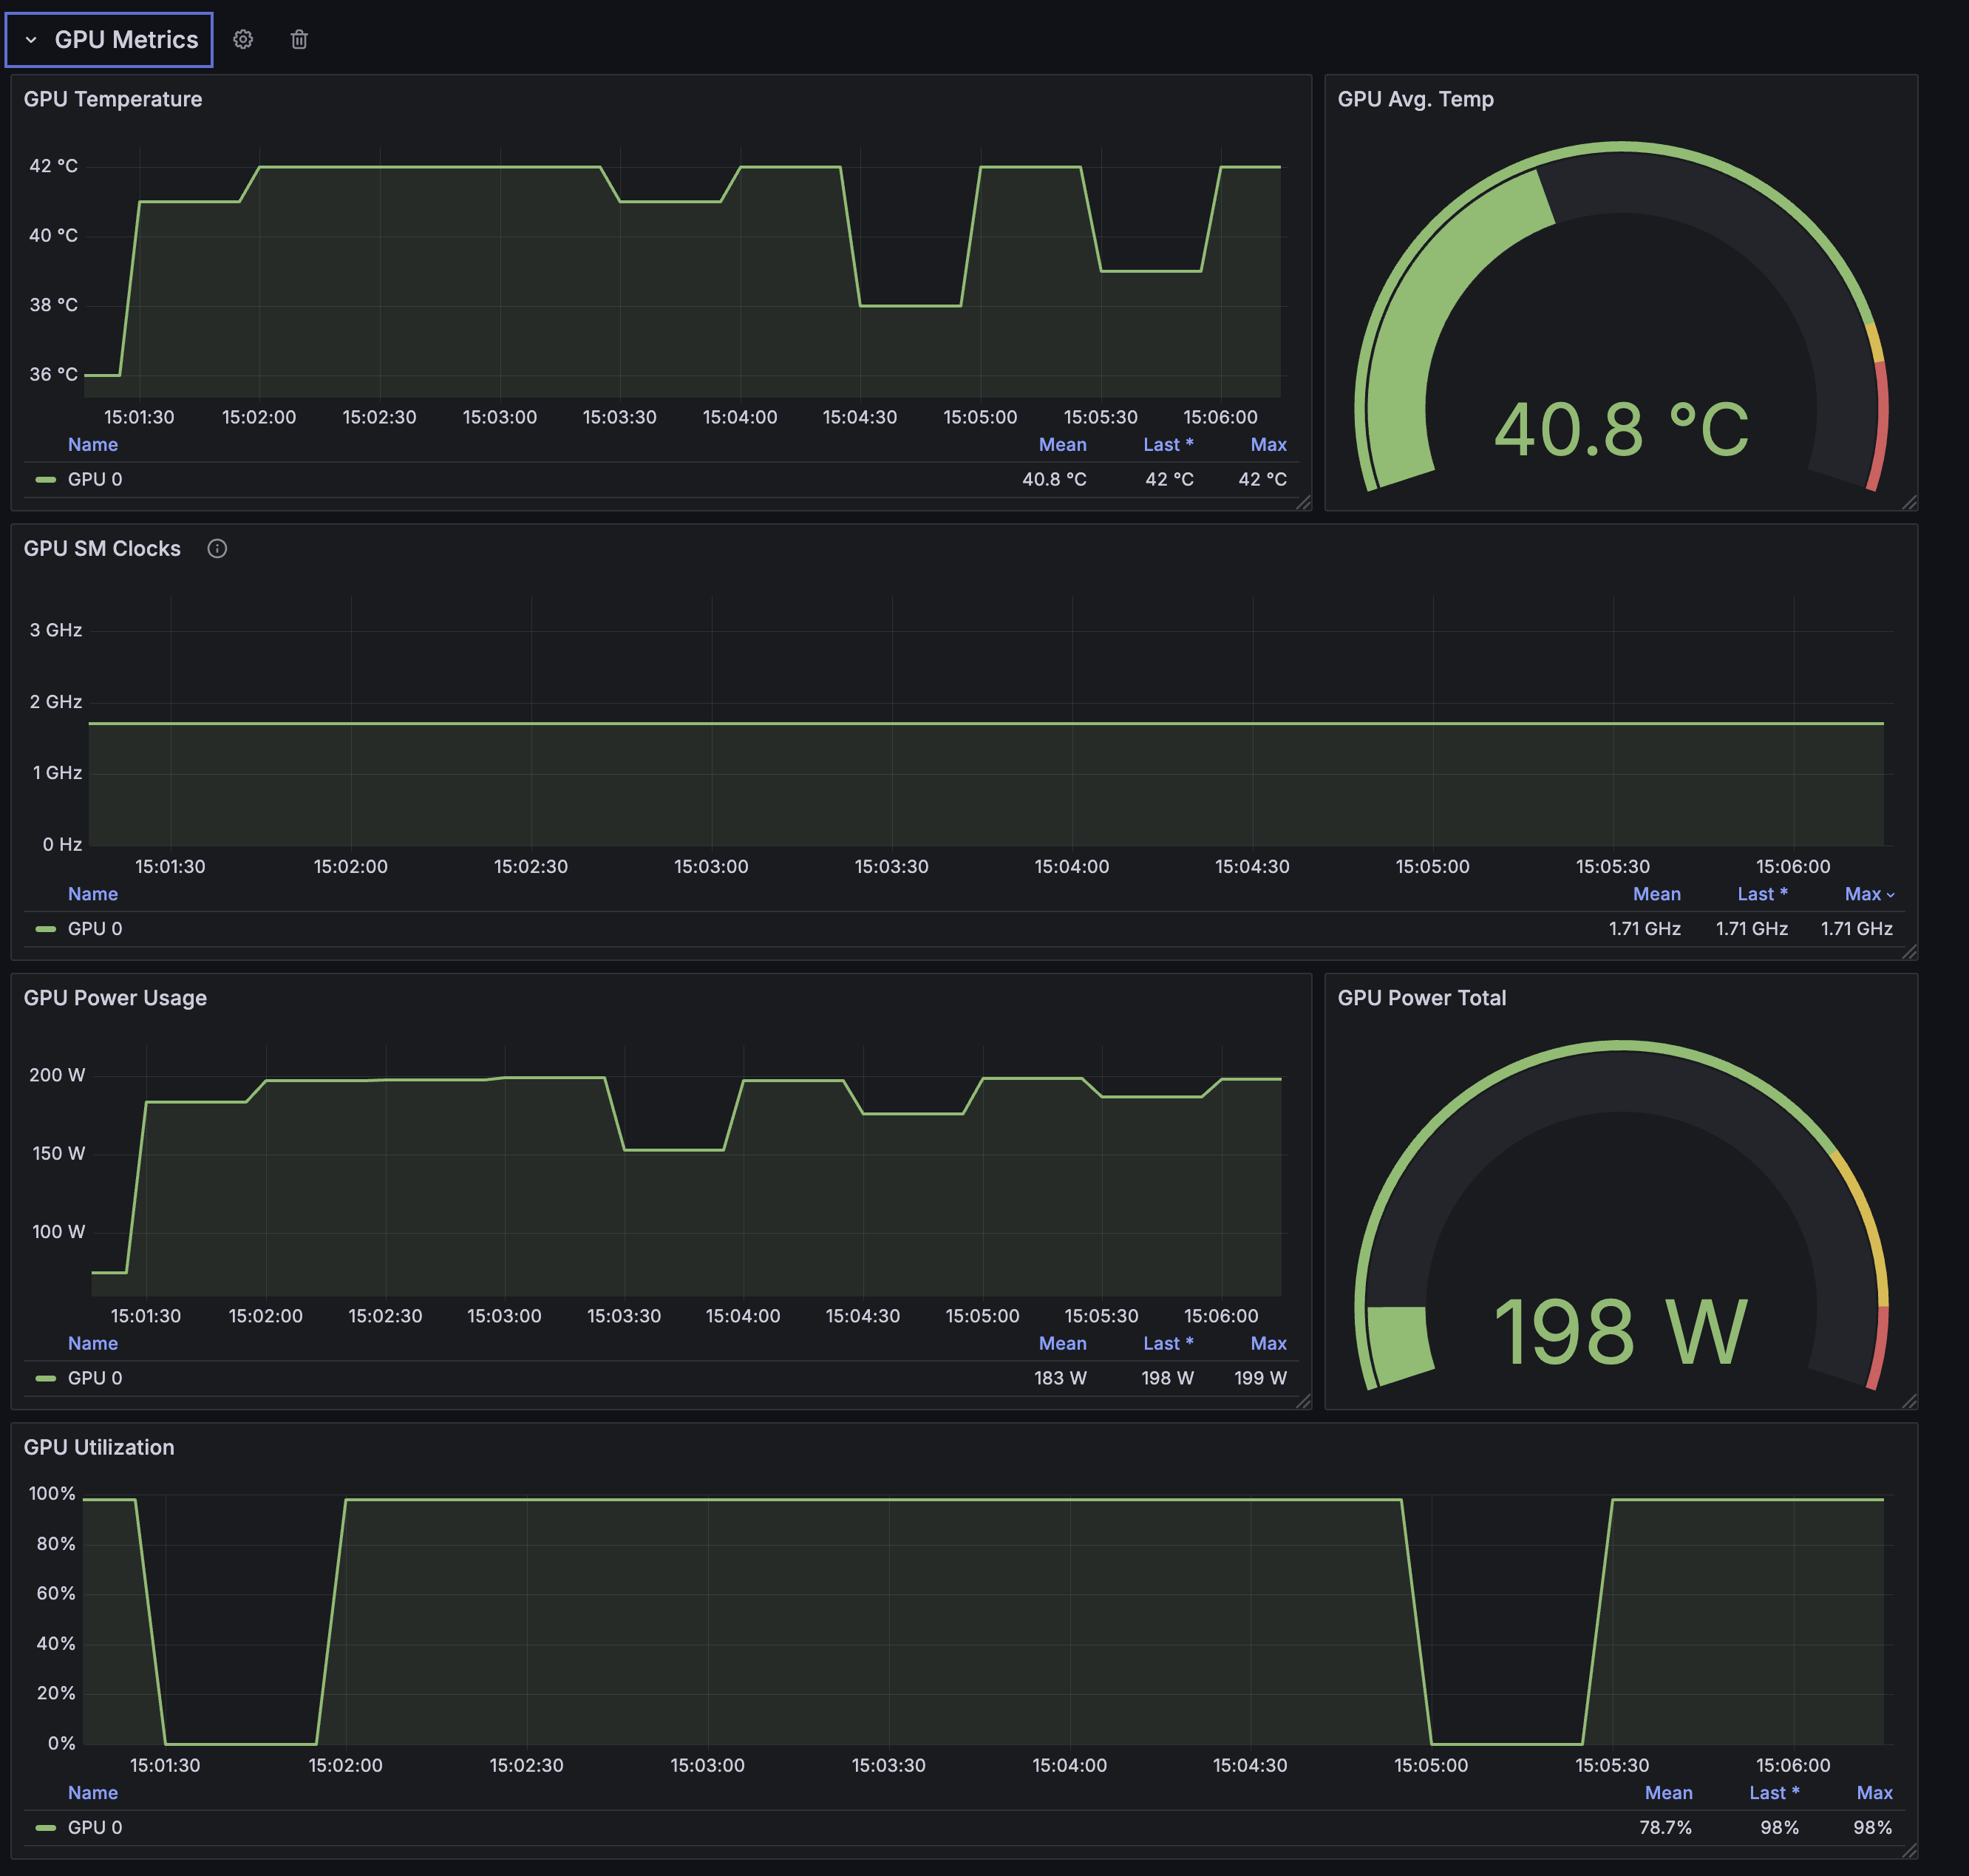 GPU Metrics
GPU Temperature
42 °C
40 °C
38 °C
36 °C
15:01:30 15:02:00 15:02:30 15:03:00 15:03:30 15:04:00 15:04:30 15:05:00 15:05:30 15:06:00
Name Mean Last * Max
GPU 0 40.8 °C 42 °C 42 °C
GPU Avg. Temp
40.8 °C
GPU SM Clocks
3 GHz
2 GHz
1 GHz
0 Hz
15:01:30 15:02:00 15:02:30 15:03:00 15:03:30 15:04:00 15:04:30 15:05:00 15:05:30 15:06:00
Name Mean Last * Max
GPU 0 1.71 GHz 1.71 GHz 1.71 GHz
GPU Power Usage
200 W
150 W
100 W
15:01:30 15:02:00 15:02:30 15:03:00 15:03:30 15:04:00 15:04:30 15:05:00 15:05:30 15:06:00
Name Mean Last * Max
GPU 0 183 W 198 W 199 W
GPU Power Total
198 W
GPU Utilization
100%
80%
60%
40%
20%
0%
15:01:30 15:02:00 15:02:30 15:03:00 15:03:30 15:04:00 15:04:30 15:05:00 15:05:30 15:06:00
Name Mean Last * Max
GPU 0 78.7% 98% 98%